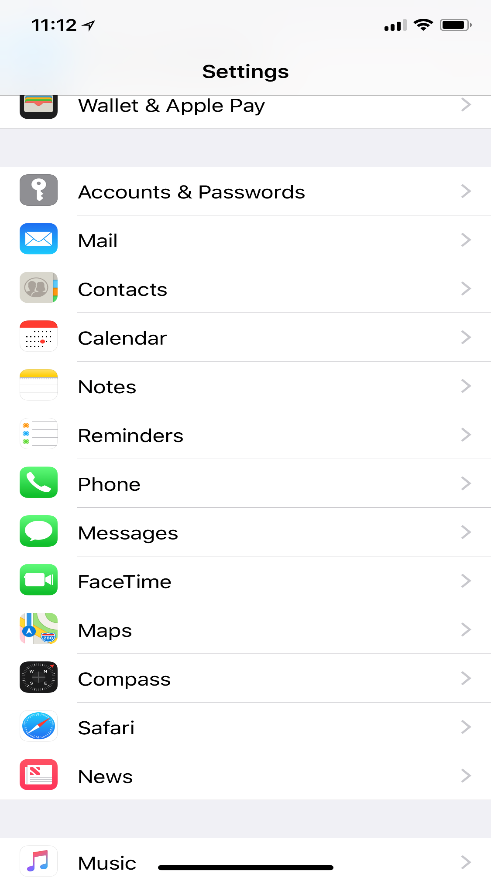 11:12
Settings
Wallet & Apple Pay
Accounts & Passwords
Mail
Contacts
Calendar
Notes
Reminders
Phone
Messages
FaceTime
Maps
Compass
Safari
News
Music